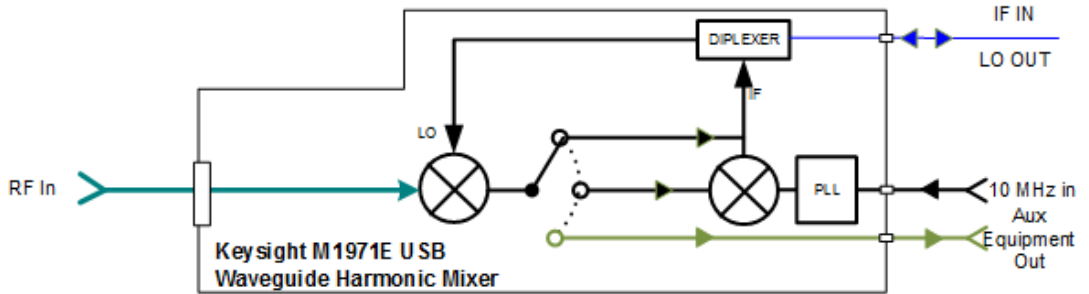 IF IN
DIPLEXER
LO OUT
IF
LO
RF In
PLL
10 MHz in
Aux
Equipment
Out
Keysight M1971E USB
Waveguide Harmonic Mixer